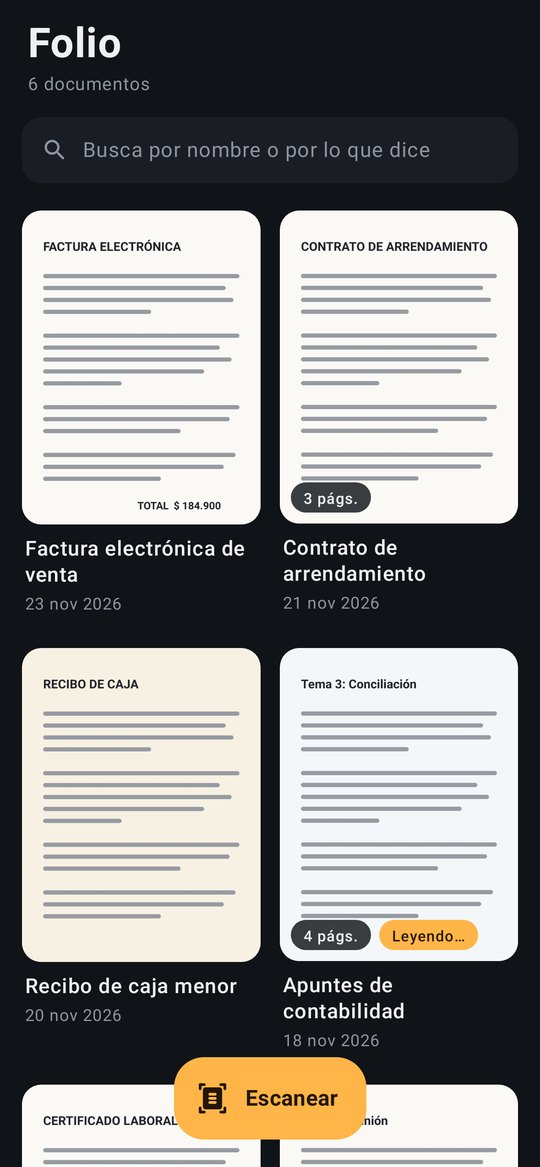 Folio
6 documentos
Busca por nombre o por lo que dice
FACTURA ELECTRÓNICA
TOTAL $ 184.900
Factura electrónica de
venta
23 nov 2026
CONTRATO DE ARRENDAMIENTO
3 págs.
Contrato de
arrendamiento
21 nov 2026
RECIBO DE CAJA
Recibo de caja menor
20 nov 2026
Tema 3: Conciliación
4 págs.
Leyendo…
Apuntes de
contabilidad
18 nov 2026
CERTIFICADO LABORAL
Escanear